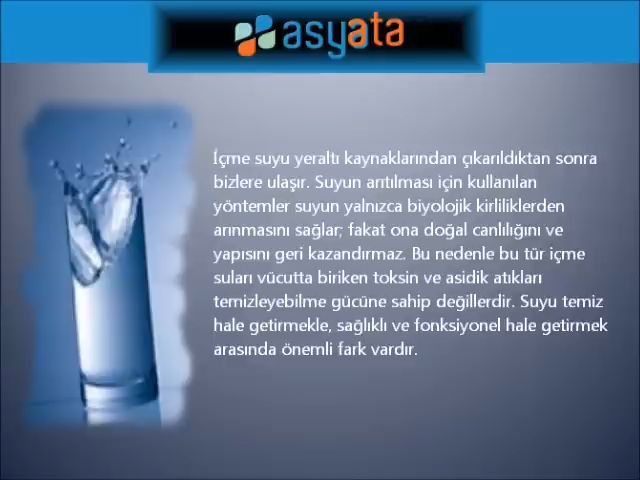 asyata
İçme suyu yeraltı kaynaklarından çıkarıldıktan sonra
bizlere ulaşır. Suyun arıtılması için kullanılan
yöntemler suyun yalnızca biyolojik kirliliklerden
arınmasını sağlar; fakat ona doğal canlılığını ve
yapısını geri kazandırmaz. Bu nedenle bu tür içme
suları vücutta biriken toksin ve asidik atıkları
temizleyebilme gücüne sahip değillerdir. Suyu temiz
hale getirmekle, sağlıklı ve fonksiyonel hale getirmek
arasında önemli fark vardır.